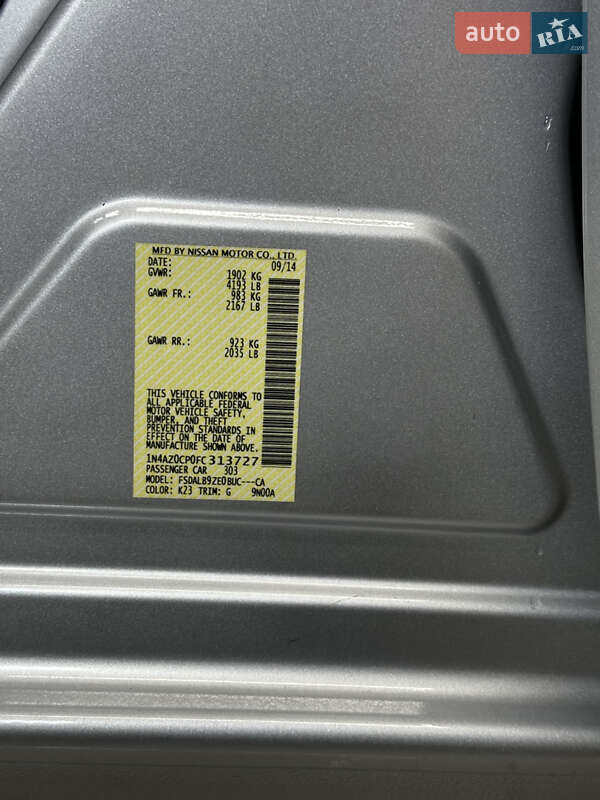 auto RIA.com
MFD BY NISSAN MOTOR CO., LTD.
DATE: 09/14
GVWR: 1902 KG
4193 LB
GAWR FR.: 983 KG
2167 LB
GAWR RR.: 923 KG
2035 LB
THIS VEHICLE CONFORMS TO
ALL APPLICABLE FEDERAL
MOTOR VEHICLE SAFETY,
BUMPER, AND THEFT
PREVENTION STANDARDS IN
EFFECT ON THE DATE OF
MANUFACTURE SHOWN ABOVE.
1N4AZ0CP0FC313727
PASSENGER CAR 303
MODEL: FSDALB9ZE0BUC---CA
COLOR: K23 TRIM: G 9N00A